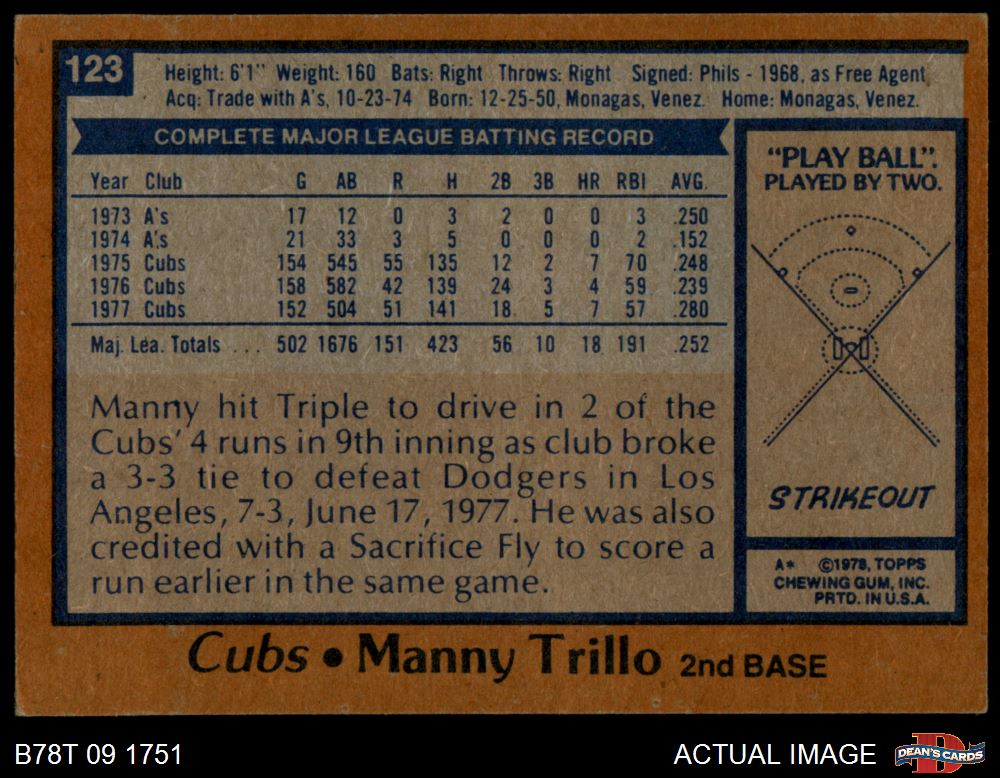 123
Height: 6'1" Weight: 160 Bats: Right Throws: Right Signed: Phils - 1968, as Free Agent
Acq: Trade with A's, 10-23-74 Born: 12-25-50, Monagas, Venez. Home: Monagas, Venez.
COMPLETE MAJOR LEAGUE BATTING RECORD
Year Club G AB R H 2B 3B HR RBI AVG.
1973 A's 17 12 0 3 2 0 0 3 .250
1974 A's 21 33 3 5 0 0 0 2 .152
1975 Cubs 154 545 55 135 12 2 7 70 .248
1976 Cubs 158 582 42 139 24 3 4 59 .239
1977 Cubs 152 504 51 141 18 5 7 57 .280
Maj. Lea. Totals ... 502 1676 151 423 56 10 18 191 .252
Manny hit Triple to drive in 2 of the
Cubs' 4 runs in 9th inning as club broke
a 3-3 tie to defeat Dodgers in Los
Angeles, 7-3, June 17, 1977. He was also
credited with a Sacrifice Fly to score a
run earlier in the same game.
"PLAY BALL".
PLAYED BY TWO.
STRIKEOUT
A* ©1978, TOPPS
CHEWING GUM, INC.
PRTD. IN U.S.A.
Cubs • Manny Trillo 2nd BASE
B78T 09 1751
ACTUAL IMAGE
DEAN'S CARDS